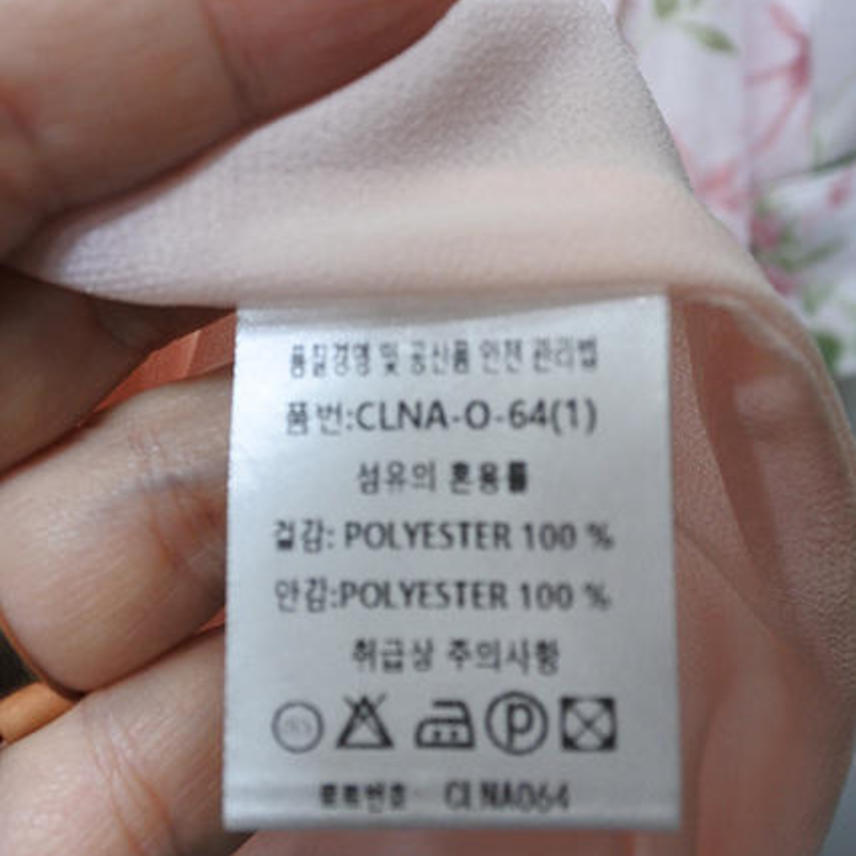 품질경영 및 공산품 안전 관리법
품번:CLNA-O-64(1)
섬유의 혼용률
겉감: POLYESTER 100 %
안감:POLYESTER 100 %
취급상 주의사항
P
CLNA064